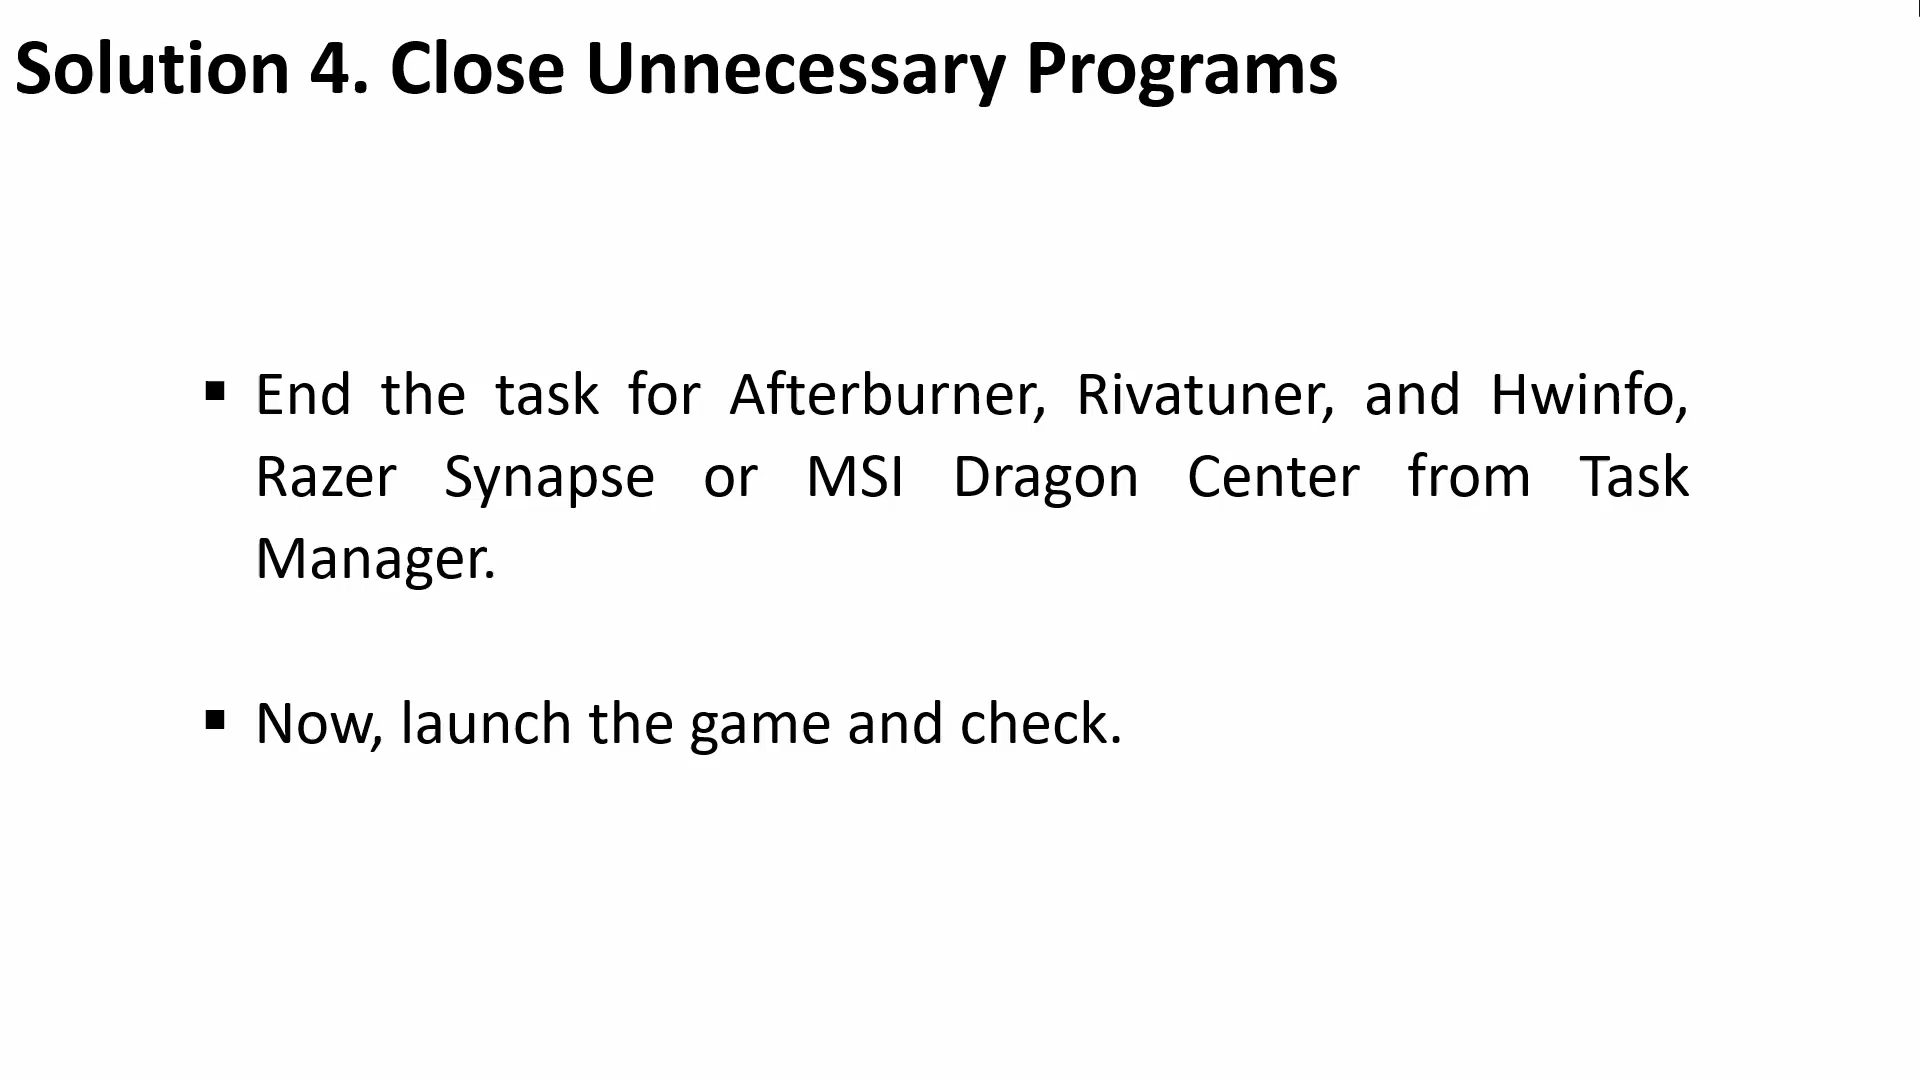 Solution 4. Close Unnecessary Programs
▪ End the task for Afterburner, Rivatuner, and Hwinfo,
Razer Synapse or MSI Dragon Center from Task
Manager.
▪ Now, launch the game and check.